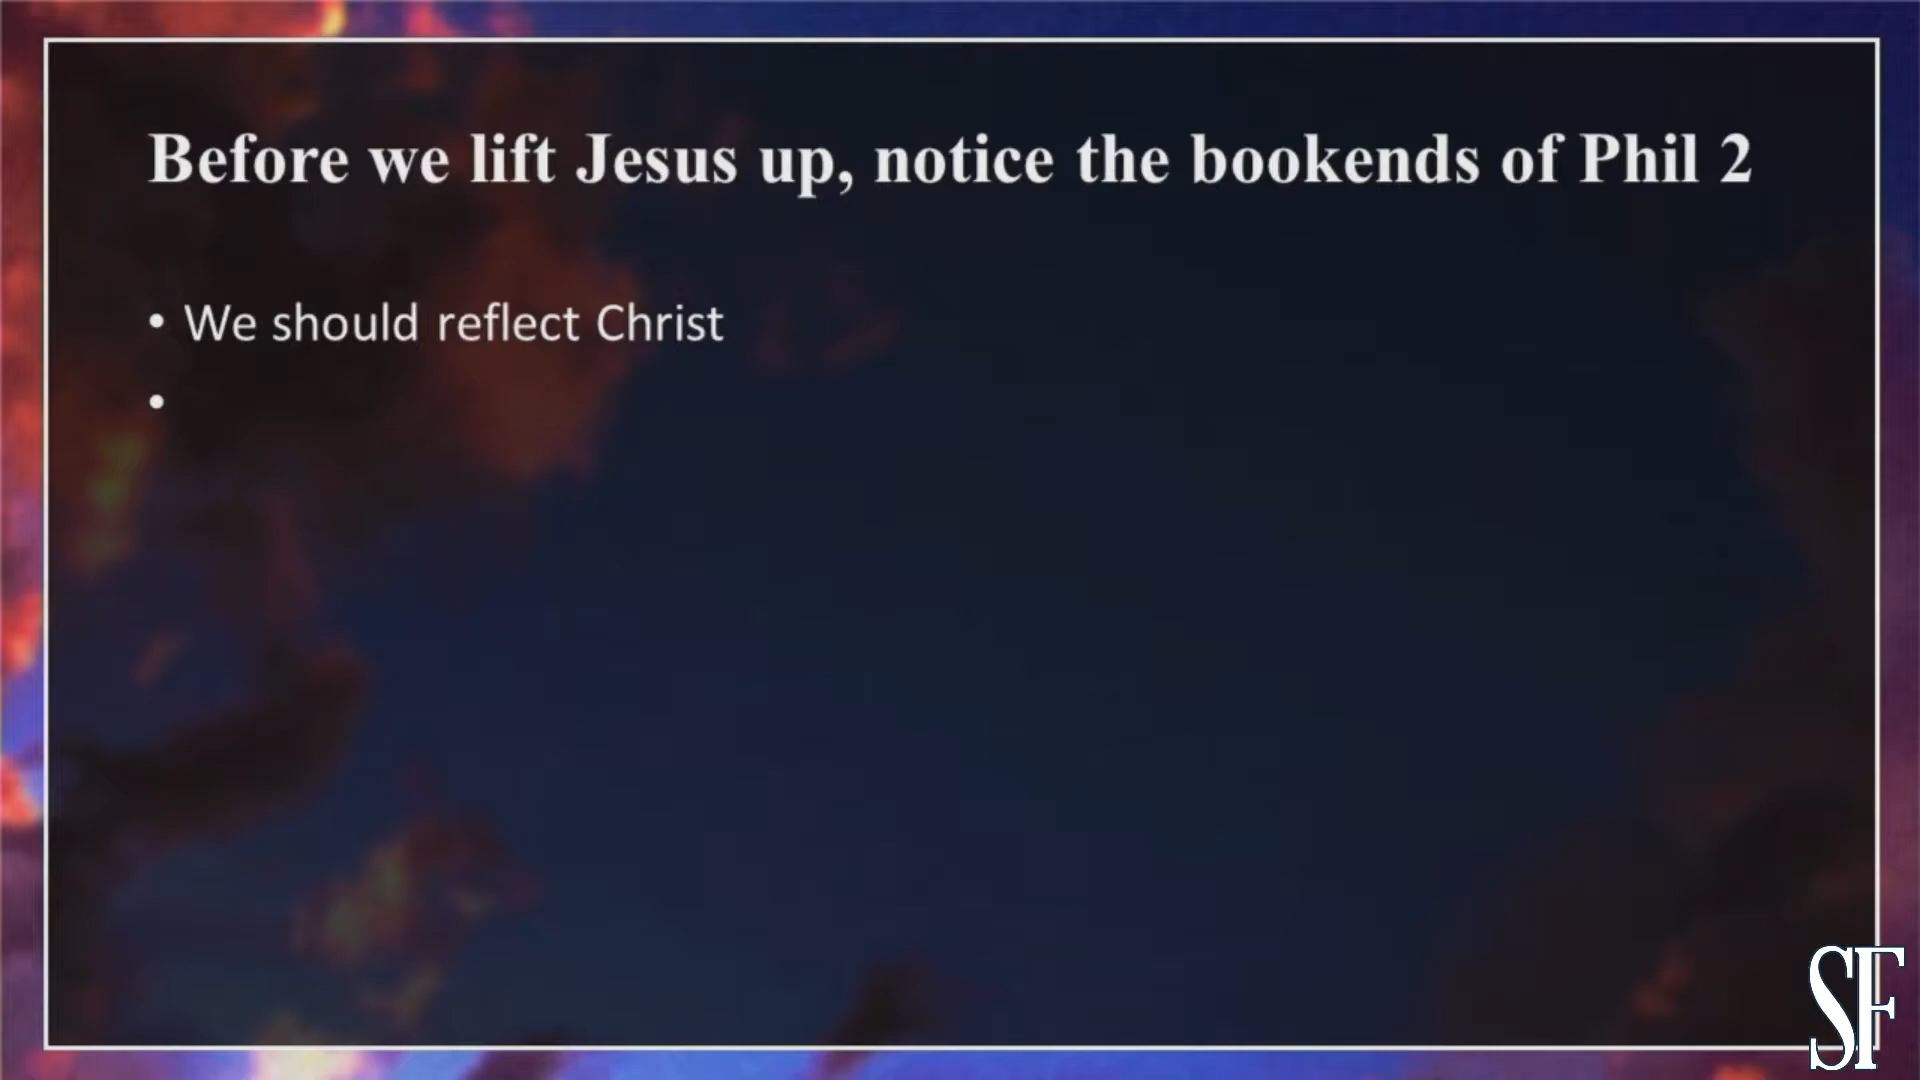 Before we lift Jesus up, notice the bookends of Phil 2
• We should reflect Christ
•
SF